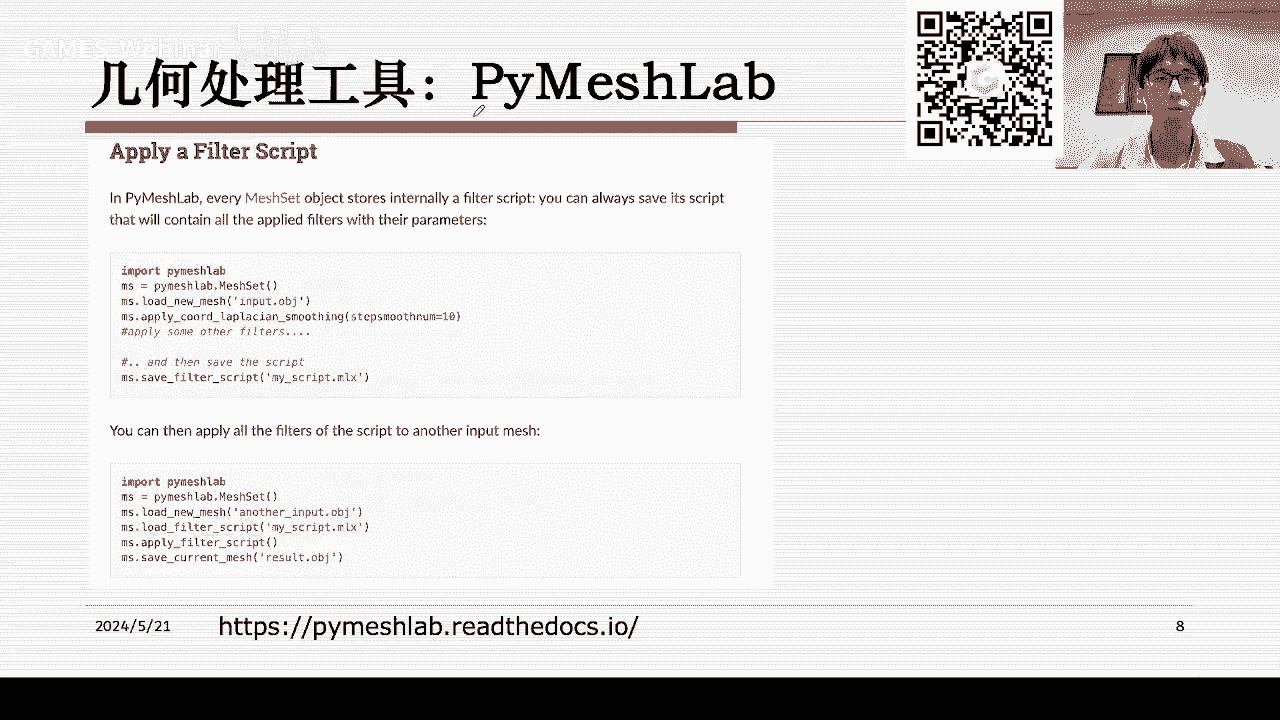 GAMES Webinar
几何处理工具：PyMeshLab
Apply a Filter Script
In PyMeshLab, every MeshSet object stores internally a filter script: you can always save its script
that will contain all the applied filters with their parameters:
import pymeshlab
ms = pymeshlab.MeshSet()
ms.load_new_mesh('input.obj')
ms.apply_coord_laplacian_smoothing(stepsmoothnum=10)
#apply some other filters....
#.. and then save the script
ms.save_filter_script('my_script.mlx')
You can then apply all the filters of the script to another input mesh:
import pymeshlab
ms = pymeshlab.MeshSet()
ms.load_new_mesh('another_input.obj')
ms.load_filter_script('my_script.mlx')
ms.apply_filter_script()
ms.save_current_mesh('result.obj')
2024/5/21
https://pymeshlab.readthedocs.io/
8